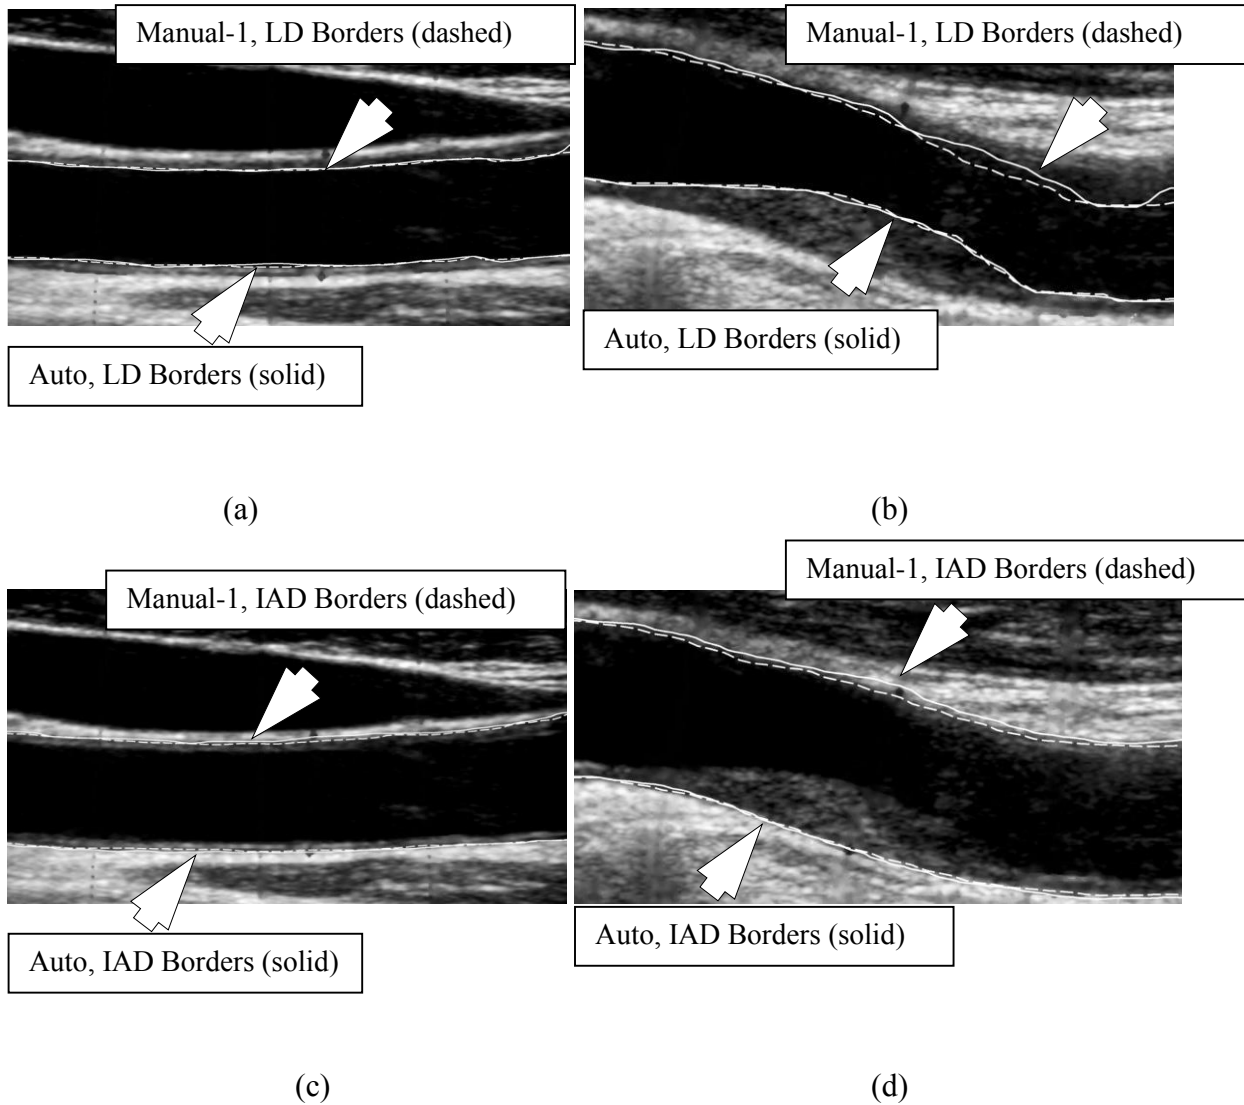 Manual-1, LD Borders (dashed)
Manual-1, LD Borders (dashed)
Auto, LD Borders (solid)
Auto, LD Borders (solid)
(a)
(b)
Manual-1, IAD Borders (dashed)
Manual-1, IAD Borders (dashed)
Auto, IAD Borders (solid)
Auto, IAD Borders (solid)
(c)
(d)